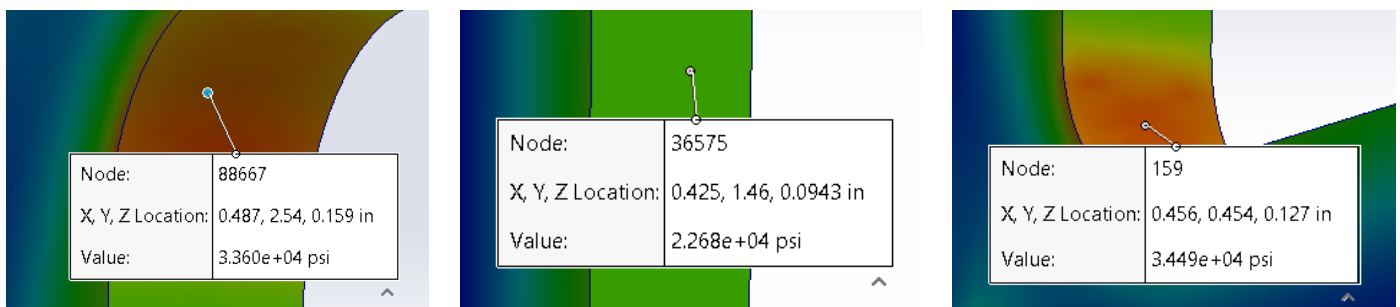 Node: 88667
X, Y, Z Location: 0.487, 2.54, 0.159 in
Value: 3.360e+04 psi
Node: 36575
X, Y, Z Location: 0.425, 1.46, 0.0943 in
Value: 2.268e+04 psi
Node: 159
X, Y, Z Location: 0.456, 0.454, 0.127 in
Value: 3.449e+04 psi